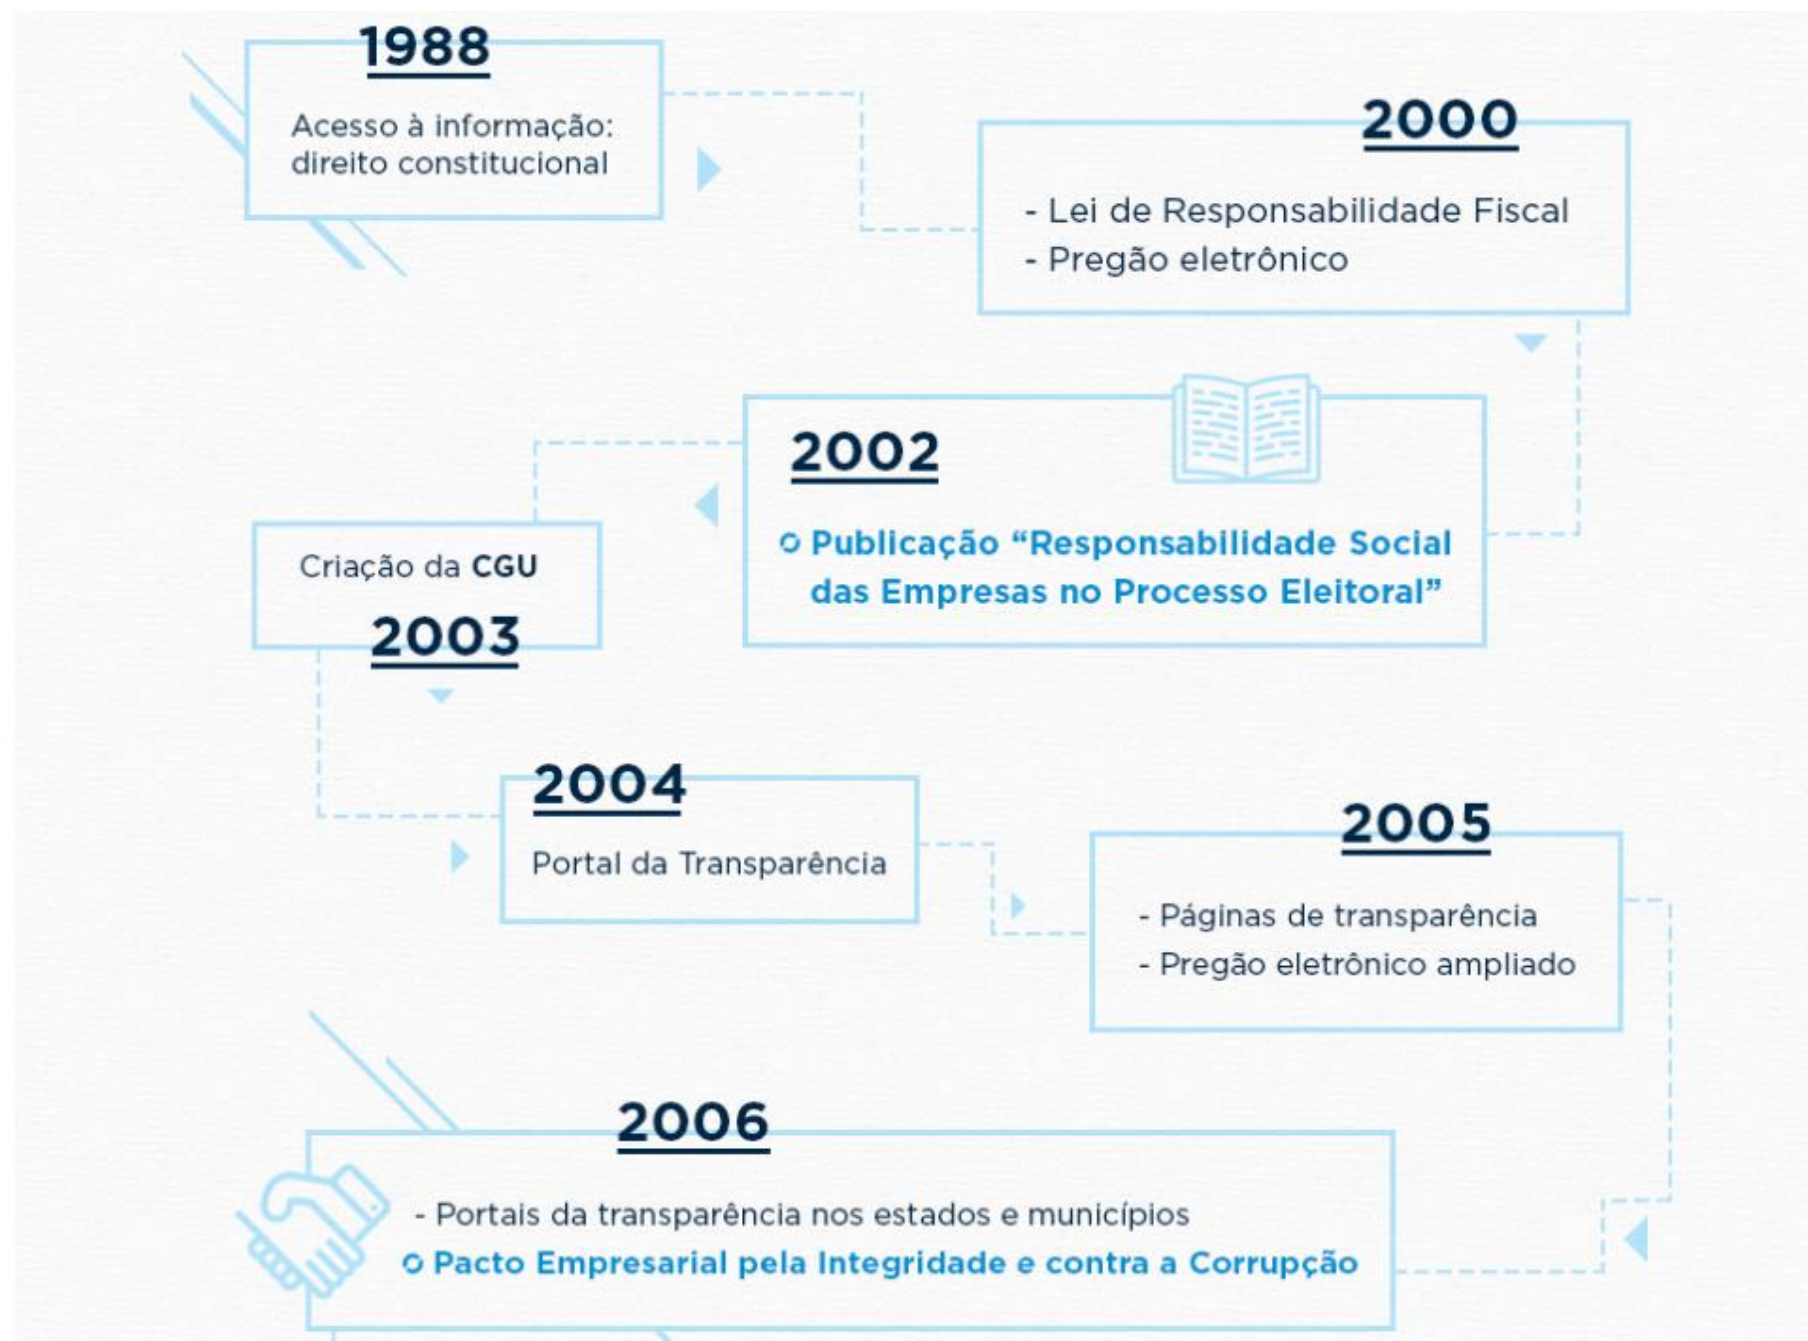 1988
Acesso à informação:
direito constitucional
2000
- Lei de Responsabilidade Fiscal
- Pregão eletrônico
2002
Publicação “Responsabilidade Social
das Empresas no Processo Eleitoral”
Criação da CGU
2003
2004
Portal da Transparência
2005
- Páginas de transparência
- Pregão eletrônico ampliado
2006
- Portais da transparência nos estados e municípios
Pacto Empresarial pela Integridade e contra a Corrupção